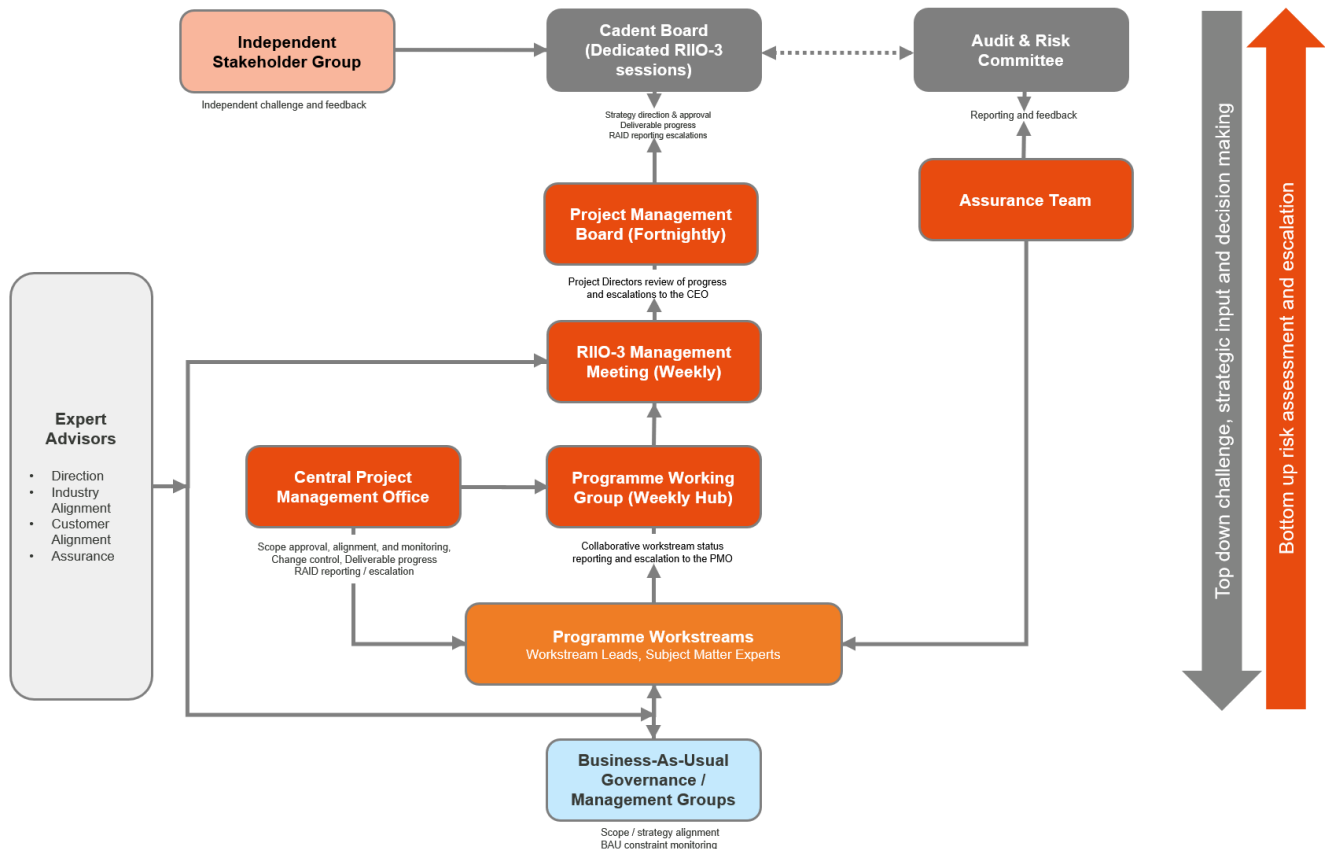 Independent
Stakeholder Group
Independent challenge and feedback
Cadent Board
(Dedicated RIIO-3
sessions)
Audit & Risk
Committee
Strategy direction & approval
Deliverable progress
RAID reporting escalations
Reporting and feedback
Project Management
Board (Fortnightly)
Assurance Team
Project Directors review of progress
and escalations to the CEO
RIIO-3 Management
Meeting (Weekly)
Expert
Advisors
• Direction
• Industry
Alignment
• Customer
Alignment
• Assurance
Central Project
Management Office
Programme Working
Group (Weekly Hub)
Scope approval, alignment, and monitoring,
Change control, Deliverable progress
RAID reporting / escalation
Collaborative workstream status
reporting and escalation to the PMO
Programme Workstreams
Workstream Leads, Subject Matter Experts
Business-As-Usual
Governance /
Management Groups
Scope / strategy alignment
BAU constraint monitoring
Top down challenge, strategic input and decision making
Bottom up risk assessment and escalation